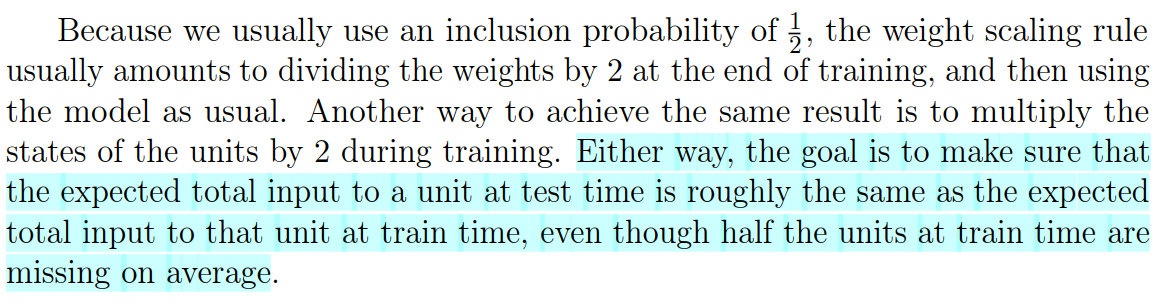 Because we usually use an inclusion probability of 1/2, the weight scaling rule
usually amounts to dividing the weights by 2 at the end of training, and then using
the model as usual. Another way to achieve the same result is to multiply the
states of the units by 2 during training. Either way, the goal is to make sure that
the expected total input to a unit at test time is roughly the same as the expected
total input to that unit at train time, even though half the units at train time are
missing on average.